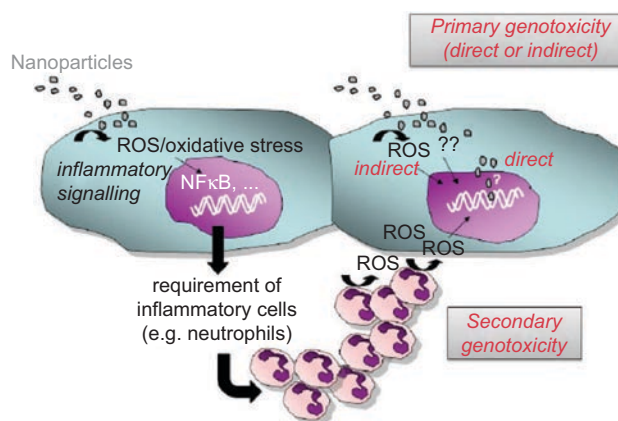 Primary genotoxicity
(direct or indirect)
Nanoparticles
ROS/oxidative stress
inflammatory
signalling
NFκB, ...
ROS ??
indirect
direct
?
ROS
ROS
ROS
requirement of
inflammatory cells
(e.g. neutrophils)
Secondary
genotoxicity